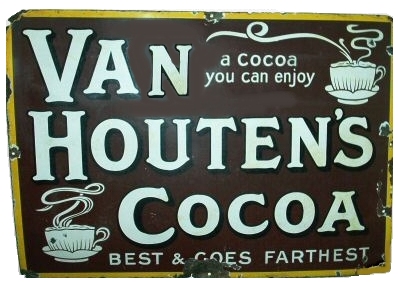 VAN
a cocoa
you can enjoy
HOUTEN'S
COCOA
BEST & GOES FARTHEST